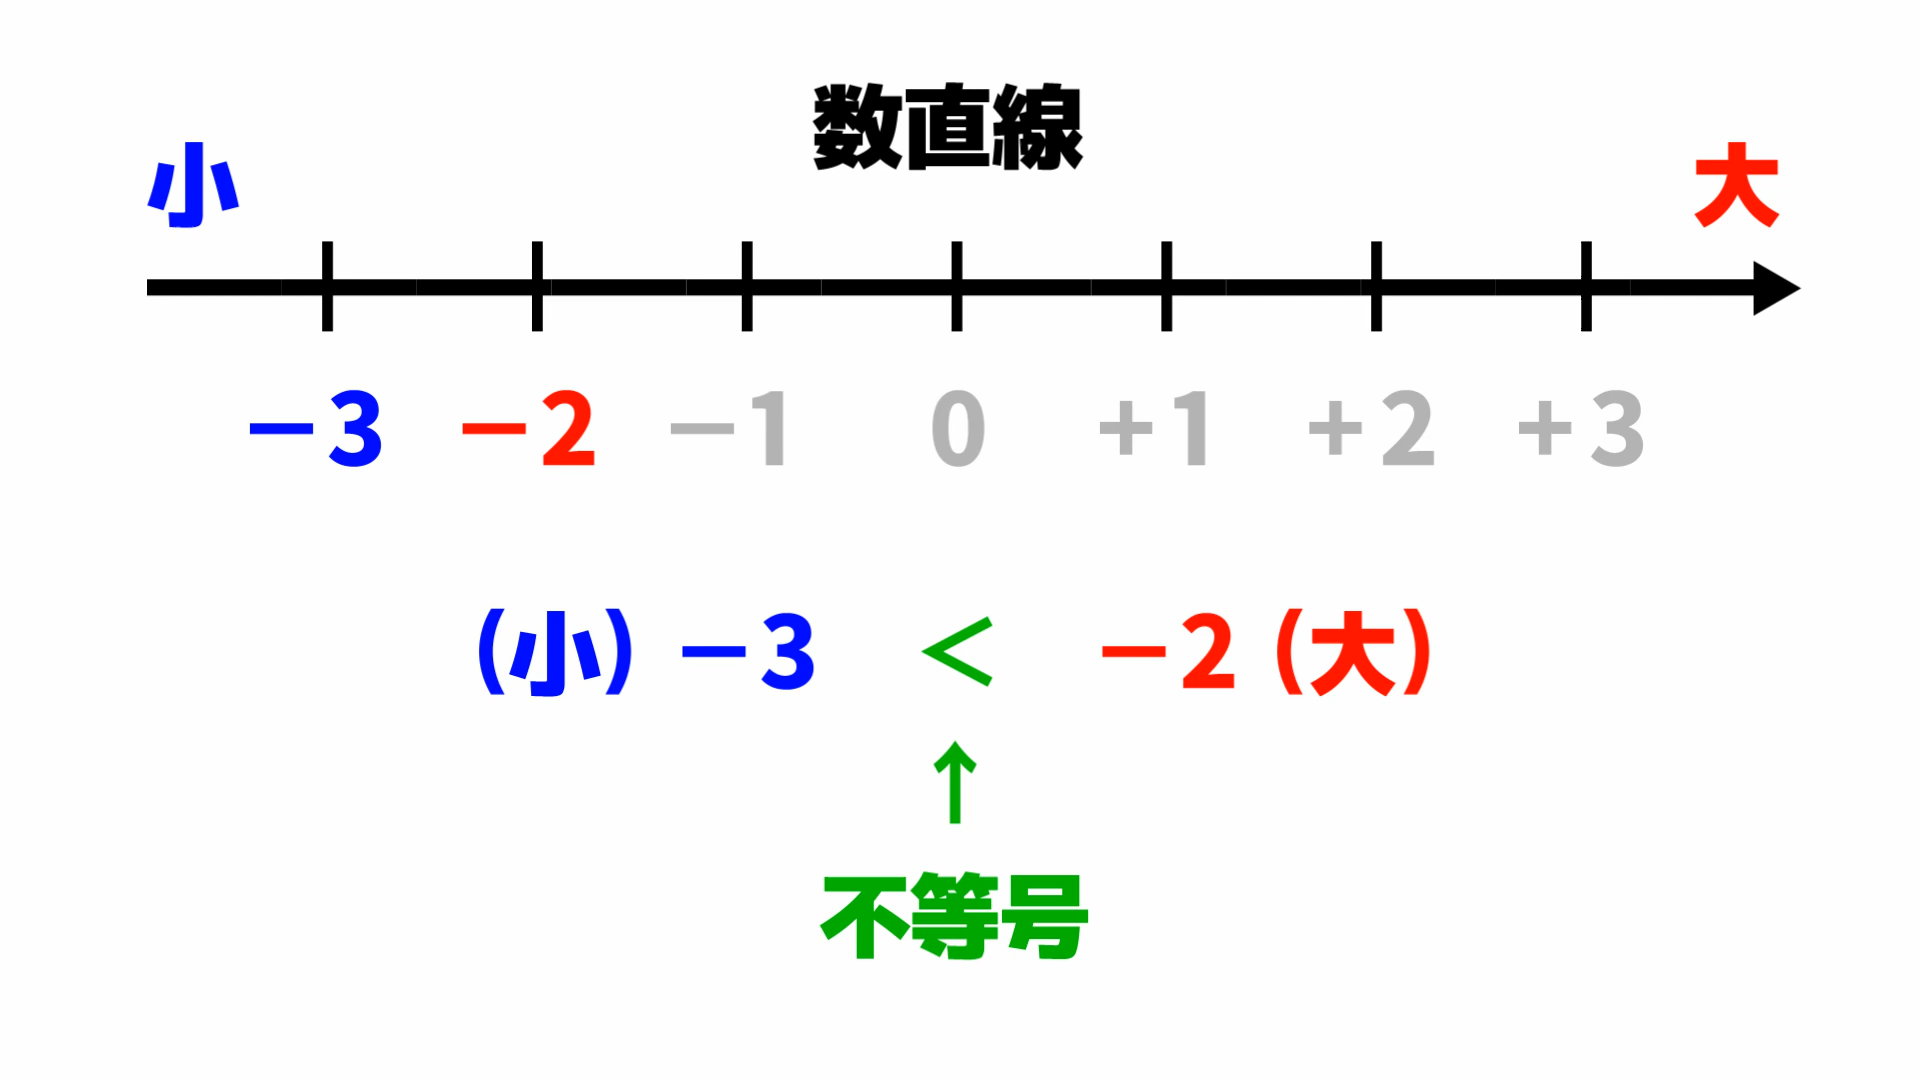 数直線
小 大
−3 −2 −1 0 +1 +2 +3
(小) −3 < −2 (大)
↑
不等号